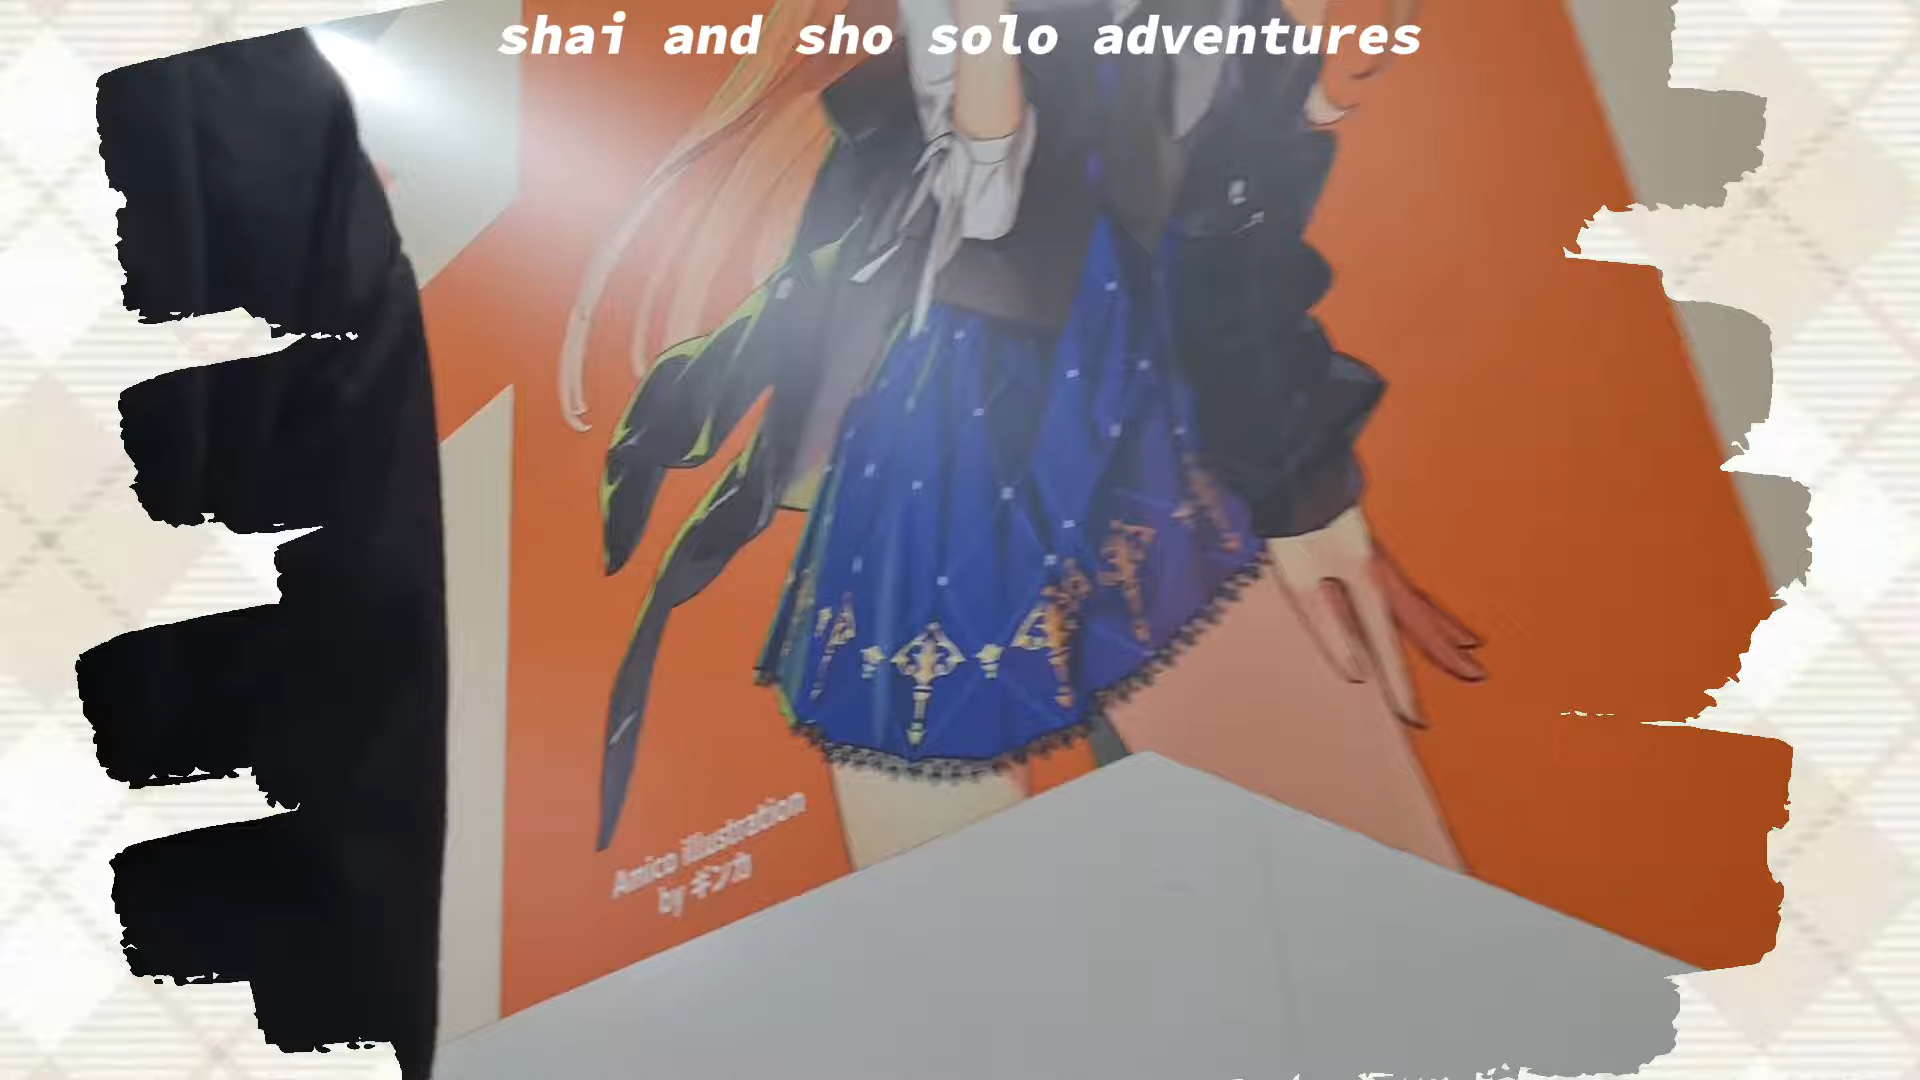 shai and sho solo adventures
Amico illustration
by ギンカ